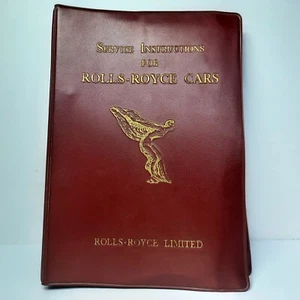 SERVICE INSTRUCTIONS
FOR
ROLLS-ROYCE CARS
ROLLS-ROYCE LIMITED